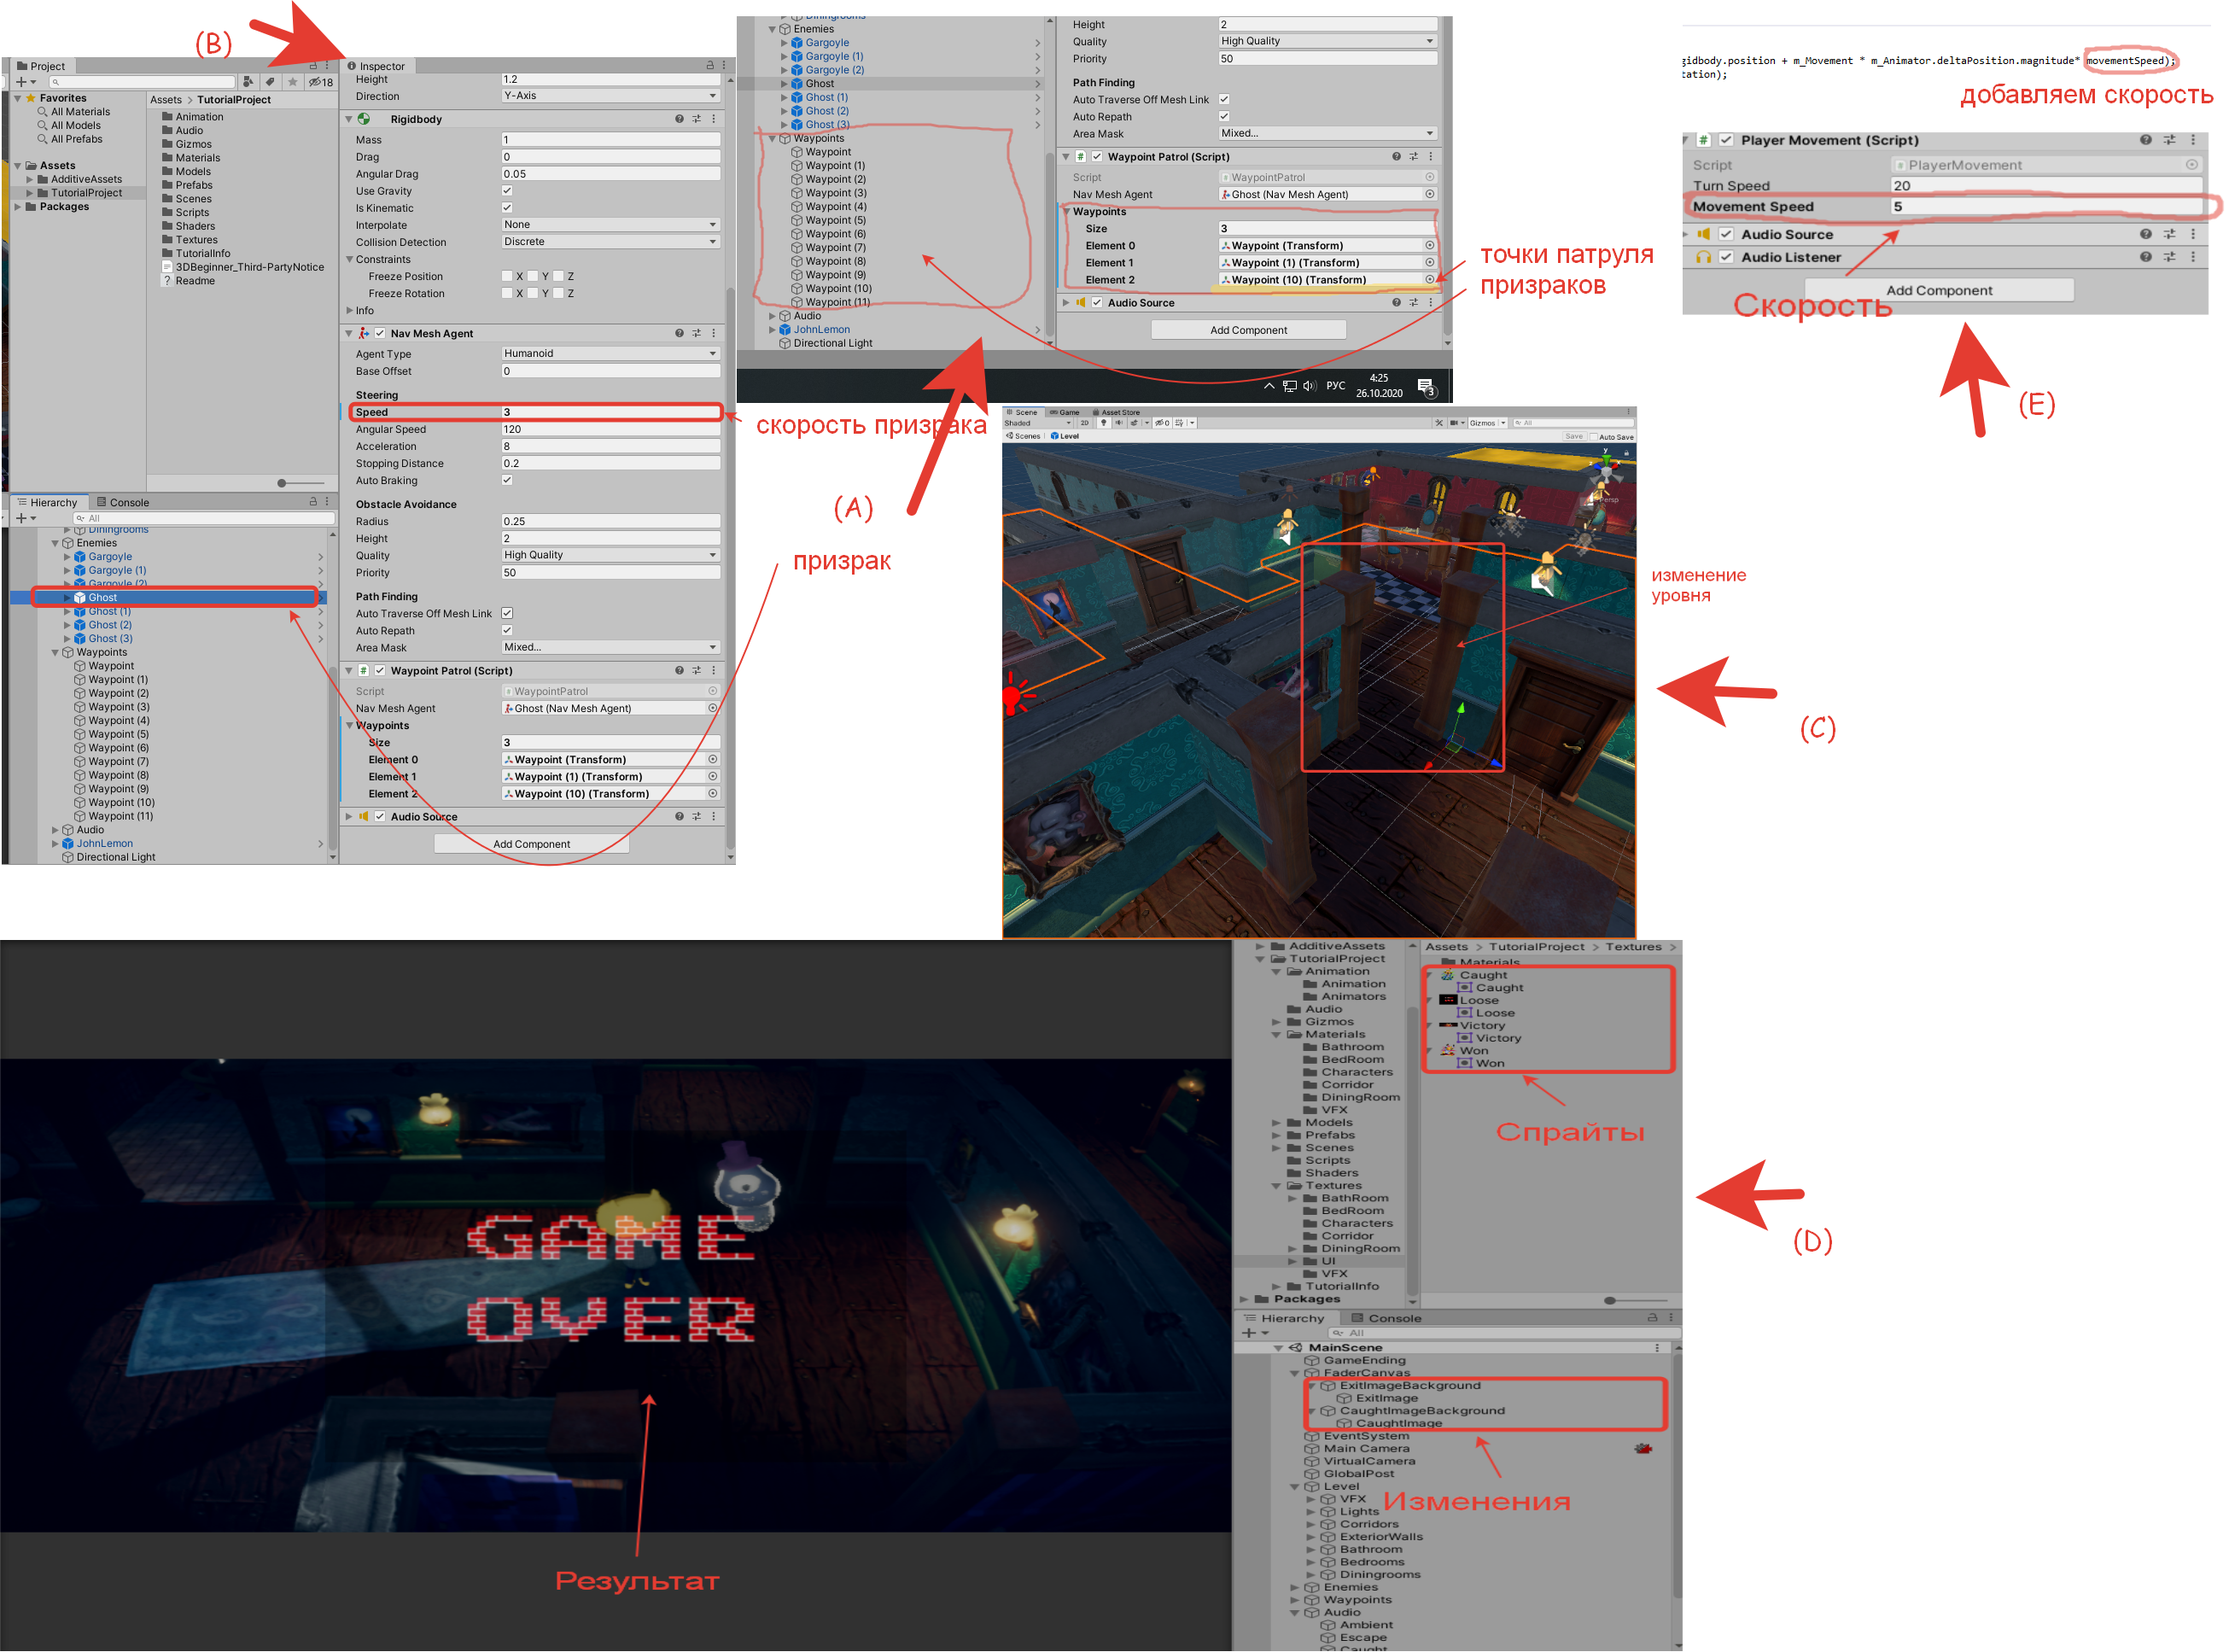 (B)
Project
18
Favorites
All Materials
All Models
All Prefabs
Assets
AdditiveAssets
TutorialProject
Packages
Assets > TutorialProject
Animation
Audio
Gizmos
Materials
Models
Prefabs
Scenes
Scripts
Shaders
Textures
TutorialInfo
3DBeginner_Third-PartyNotice
Readme
Hierarchy
Console
All
Diningrooms
Enemies
Gargoyle
Gargoyle (1)
Gargoyle (2)
Ghost
Ghost (1)
Ghost (2)
Ghost (3)
Waypoints
Waypoint
Waypoint (1)
Waypoint (2)
Waypoint (3)
Waypoint (4)
Waypoint (5)
Waypoint (6)
Waypoint (7)
Waypoint (8)
Waypoint (9)
Waypoint (10)
Waypoint (11)
Audio
JohnLemon
Directional Light
Inspector
Height 1.2
Direction Y-Axis
Rigidbody
Mass 1
Drag 0
Angular Drag 0.05
Use Gravity
Is Kinematic
Interpolate None
Collision Detection Discrete
Constraints
Freeze Position X Y Z
Freeze Rotation X Y Z
Info
Nav Mesh Agent
Agent Type Humanoid
Base Offset 0
Steering
Speed 3
Angular Speed 120
Acceleration 8
Stopping Distance 0.2
Auto Braking
Obstacle Avoidance
Radius 0.25
Height 2
Quality High Quality
Priority 50
Path Finding
Auto Traverse Off Mesh Link
Auto Repath
Area Mask Mixed...
Waypoint Patrol (Script)
Script WaypointPatrol
Nav Mesh Agent Ghost (Nav Mesh Agent)
Waypoints
Size 3
Element 0 Waypoint (Transform)
Element 1 Waypoint (1) (Transform)
Element 2 Waypoint (10) (Transform)
Audio Source
Add Component
скорость призрака
(A)
призрак
Diningrooms
Enemies
Gargoyle
Gargoyle (1)
Gargoyle (2)
Ghost
Ghost (1)
Ghost (2)
Ghost (3)
Waypoints
Waypoint
Waypoint (1)
Waypoint (2)
Waypoint (3)
Waypoint (4)
Waypoint (5)
Waypoint (6)
Waypoint (7)
Waypoint (8)
Waypoint (9)
Waypoint (10)
Waypoint (11)
Audio
JohnLemon
Directional Light
Height 2
Quality High Quality
Priority 50
Path Finding
Auto Traverse Off Mesh Link
Auto Repath
Area Mask Mixed...
Waypoint Patrol (Script)
Script WaypointPatrol
Nav Mesh Agent Ghost (Nav Mesh Agent)
Waypoints
Size 3
Element 0 Waypoint (Transform)
Element 1 Waypoint (1) (Transform)
Element 2 Waypoint (10) (Transform)
Audio Source
Add Component
РУС
4:25
26.10.2020
3
точки патруля
призраков
gidbody.position + m_Movement * m_Animator.deltaPosition.magnitude* movementSpeed);
tation);
добавляем скорость
Player Movement (Script)
Script PlayerMovement
Turn Speed 20
Movement Speed 5
Audio Source
Audio Listener
Add Component
Скорость
(E)
Scene Game Asset Store
Shaded 2D 0 Gizmos All
Scenes Level Save Auto Save
y
Persp
изменение
уровня
(C)
GAME
OVER
Результат
AdditiveAssets
TutorialProject
Animation
Animation
Animators
Audio
Gizmos
Materials
Bathroom
BedRoom
Characters
Corridor
DiningRoom
VFX
Models
Prefabs
Scenes
Scripts
Shaders
Textures
BathRoom
BedRoom
Characters
Corridor
DiningRoom
UI
VFX
TutorialInfo
Packages
Assets > TutorialProject > Textures >
Materials
Caught
Caught
Loose
Loose
Victory
Victory
Won
Won
Спрайты
(D)
Hierarchy
Console
All
MainScene
GameEnding
FaderCanvas
ExitImageBackground
ExitImage
CaughtImageBackground
CaughtImage
EventSystem
Main Camera
VirtualCamera
GlobalPost
Level
VFX
Lights
Corridors
ExteriorWalls
Bathroom
Bedrooms
Diningrooms
Enemies
Waypoints
Audio
Ambient
Escape
Caught
Изменения